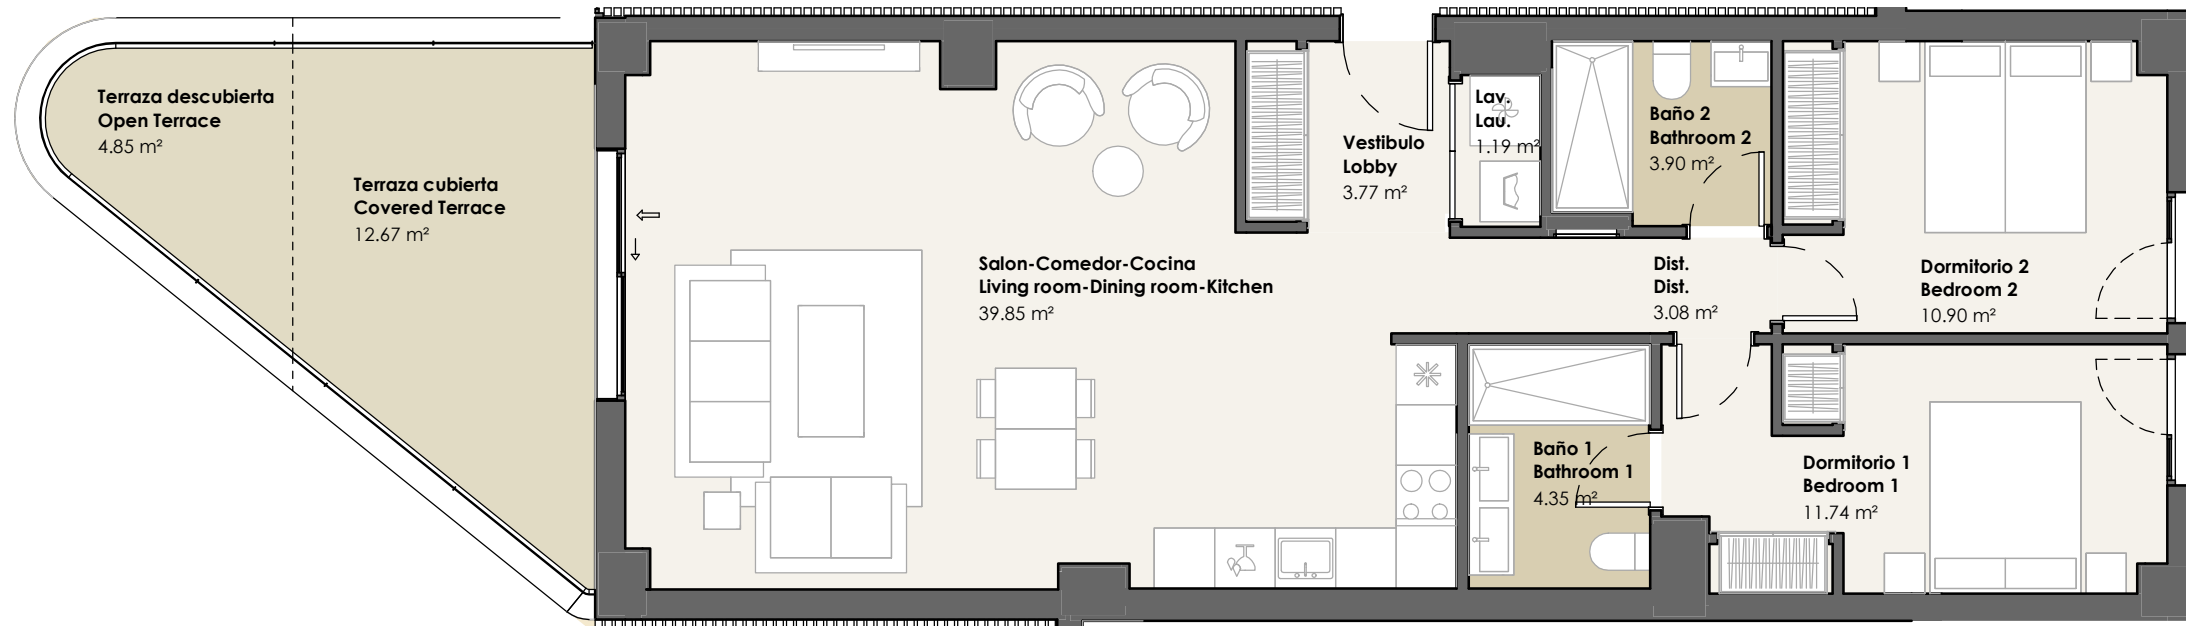 Terraza descubierta
Open Terrace
4.85 m²
Terraza cubierta
Covered Terrace
12.67 m²
Salon-Comedor-Cocina
Living room-Dining room-Kitchen
39.85 m²
Vestibulo
Lobby
3.77 m²
Lav.
Lau.
1.19 m²
Baño 2
Bathroom 2
3.90 m²
Dist.
Dist.
3.08 m²
Dormitorio 2
Bedroom 2
10.90 m²
Baño 1
Bathroom 1
4.35 m²
Dormitorio 1
Bedroom 1
11.74 m²